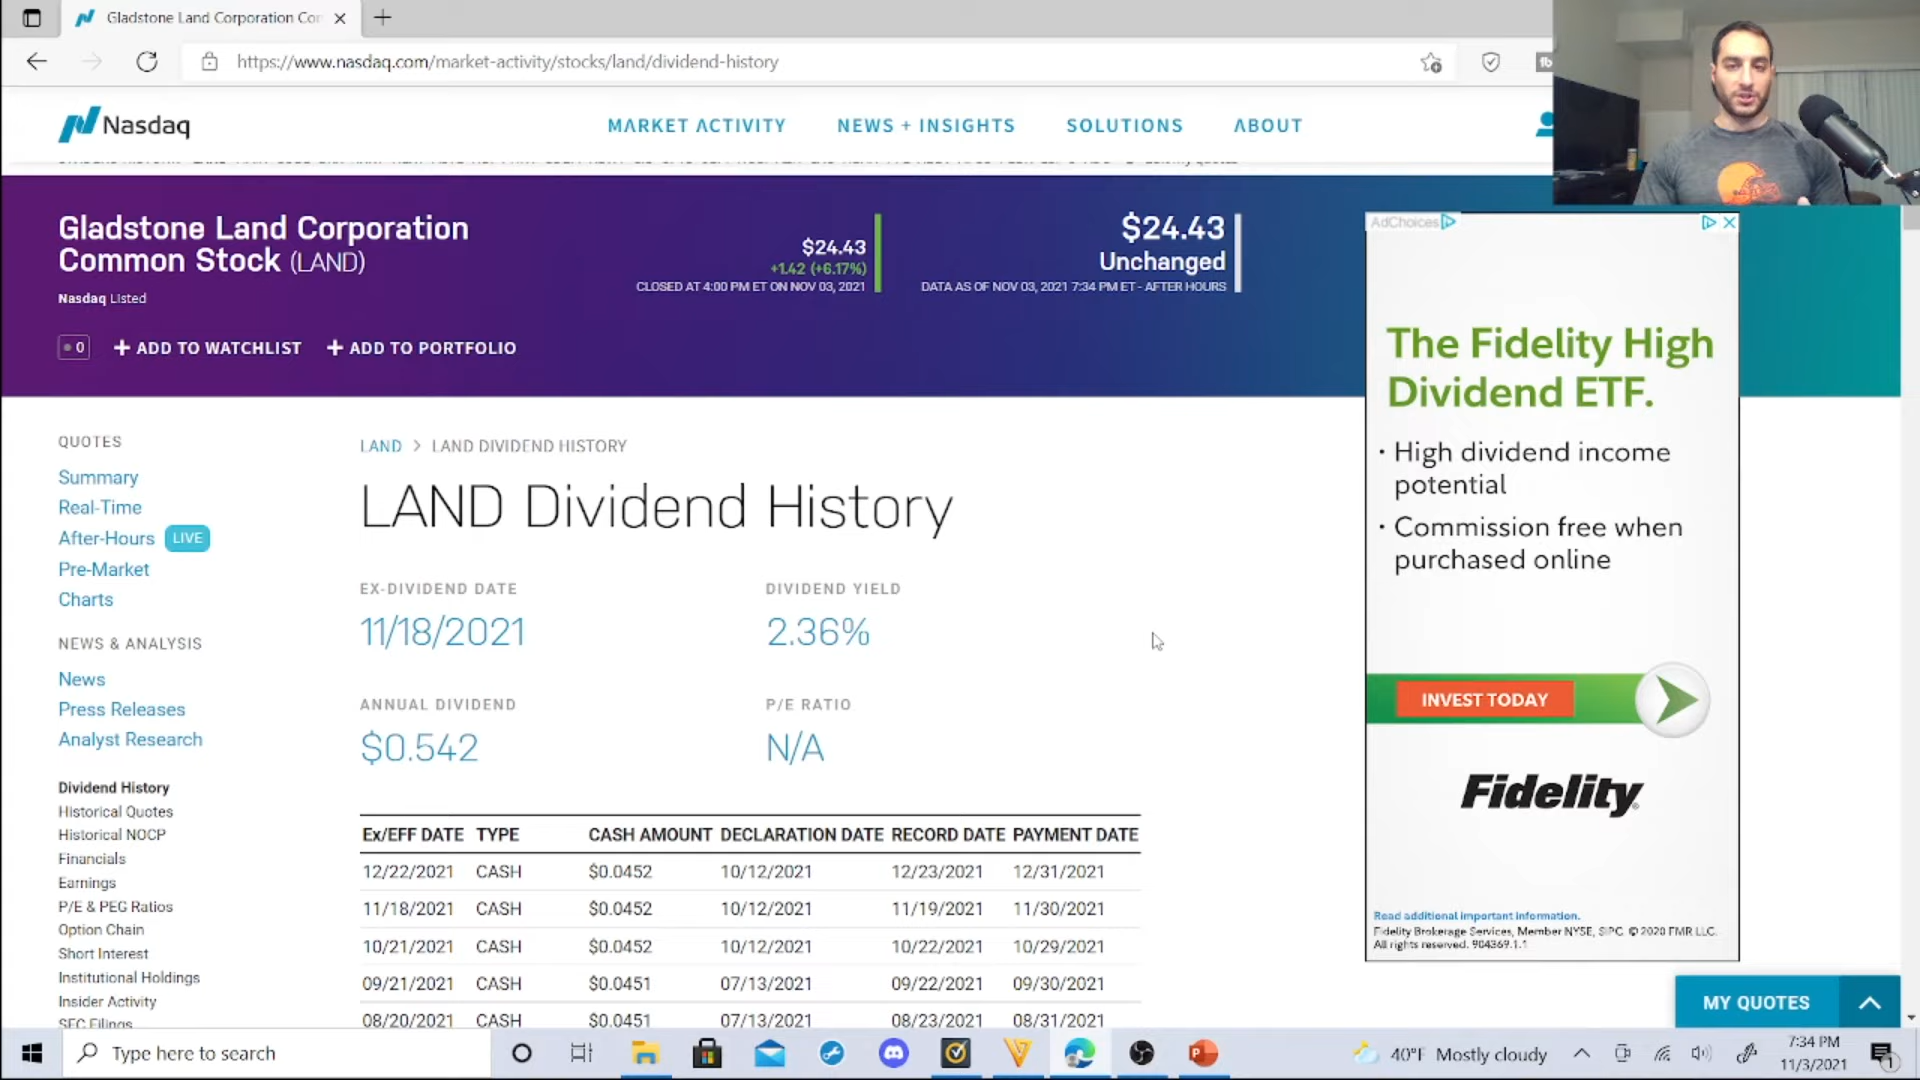 Gladstone Land Corporation Co
https://www.nasdaq.com/market-activity/stocks/land/dividend-history
Nasdaq
MARKET ACTIVITY NEWS + INSIGHTS SOLUTIONS ABOUT
Gladstone Land Corporation
Common Stock (LAND)
Nasdaq Listed
0 + ADD TO WATCHLIST + ADD TO PORTFOLIO
$24.43
+1.42 (+6.17%)
CLOSED AT 4:00 PM ET ON NOV 03, 2021
$24.43
Unchanged
DATA AS OF NOV 03, 2021 7:34 PM ET - AFTER HOURS
QUOTES
Summary
Real-Time
After-Hours LIVE
Pre-Market
Charts
NEWS & ANALYSIS
News
Press Releases
Analyst Research
Dividend History
Historical Quotes
Historical NOCP
Financials
Earnings
P/E & PEG Ratios
Option Chain
Short Interest
Institutional Holdings
Insider Activity
SEC Filings
LAND > LAND DIVIDEND HISTORY
LAND Dividend History
EX-DIVIDEND DATE DIVIDEND YIELD
11/18/2021 2.36%
ANNUAL DIVIDEND P/E RATIO
$0.542 N/A
Ex/EFF DATE TYPE CASH AMOUNT DECLARATION DATE RECORD DATE PAYMENT DATE
12/22/2021 CASH $0.0452 10/12/2021 12/23/2021 12/31/2021
11/18/2021 CASH $0.0452 10/12/2021 11/19/2021 11/30/2021
10/21/2021 CASH $0.0452 10/12/2021 10/22/2021 10/29/2021
09/21/2021 CASH $0.0451 07/13/2021 09/22/2021 09/30/2021
08/20/2021 CASH $0.0451 07/13/2021 08/23/2021 08/31/2021
AdChoices
The Fidelity High
Dividend ETF.
· High dividend income
potential
· Commission free when
purchased online
INVEST TODAY
Fidelity
Read additional important information.
Fidelity Brokerage Services, Member NYSE, SIPC. © 2020 FMR LLC.
All rights reserved. 904369.1.1
MY QUOTES
Type here to search
40°F Mostly cloudy
7:34 PM
11/3/2021
1